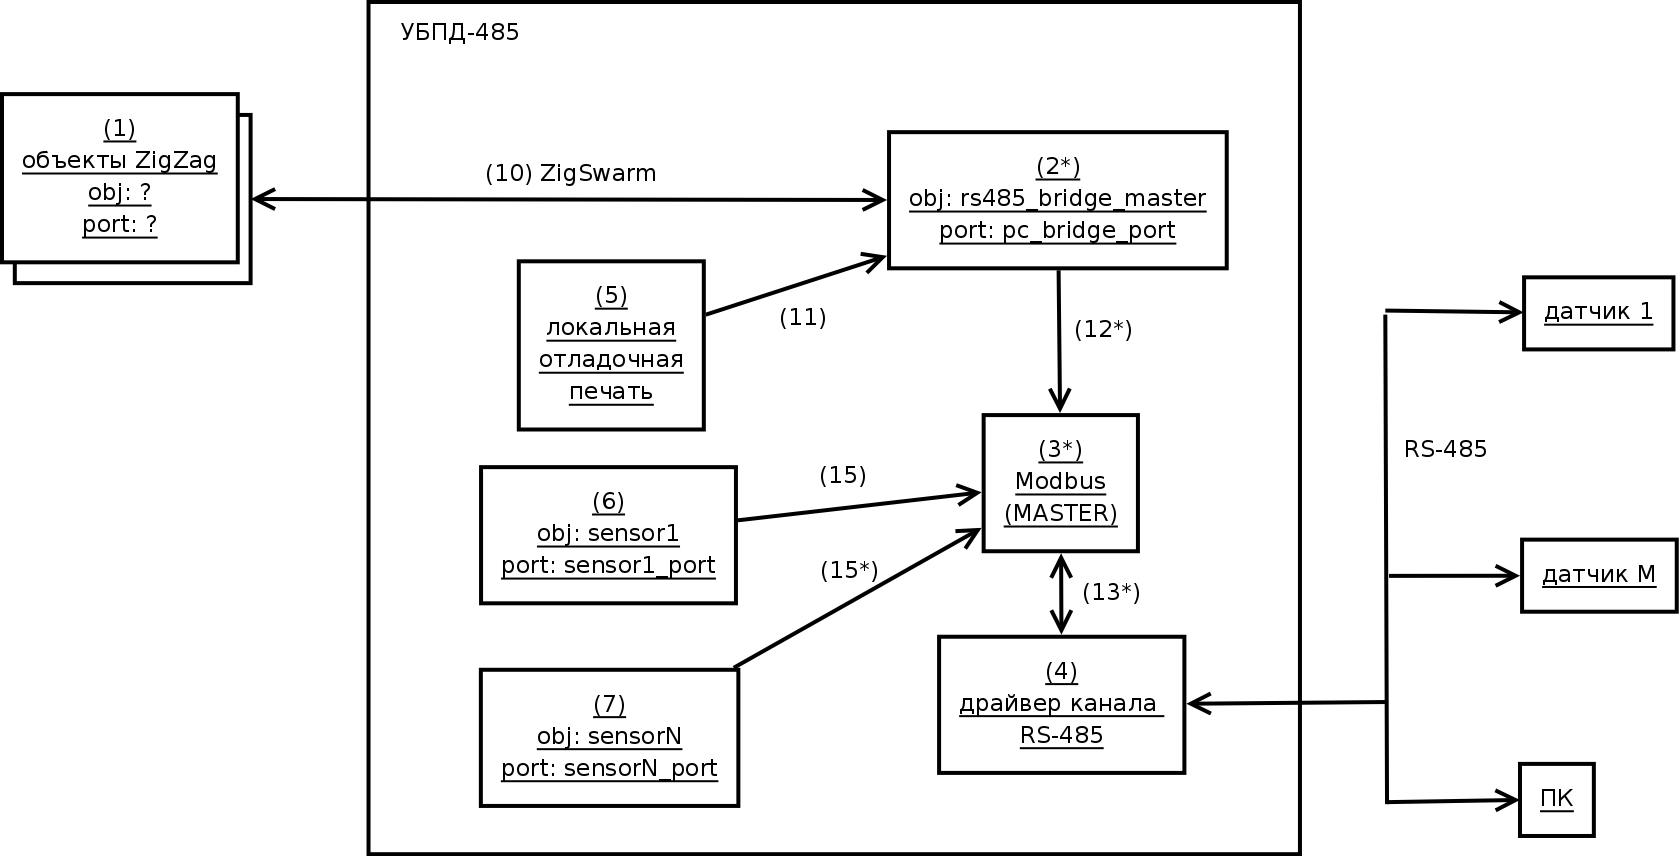 УБПД-485
(1)
объекты ZigZag
obj: ?
port: ?
(10) ZigSwarm
(2*)
obj: rs485_bridge_master
port: pc_bridge_port
(5)
локальная
отладочная
печать
(11)
(12*)
датчик 1
(3*)
Modbus
(MASTER)
RS-485
(6)
obj: sensor1
port: sensor1_port
(15)
(15*)
(13*)
датчик M
(7)
obj: sensorN
port: sensorN_port
(4)
драйвер канала
RS-485
ПК